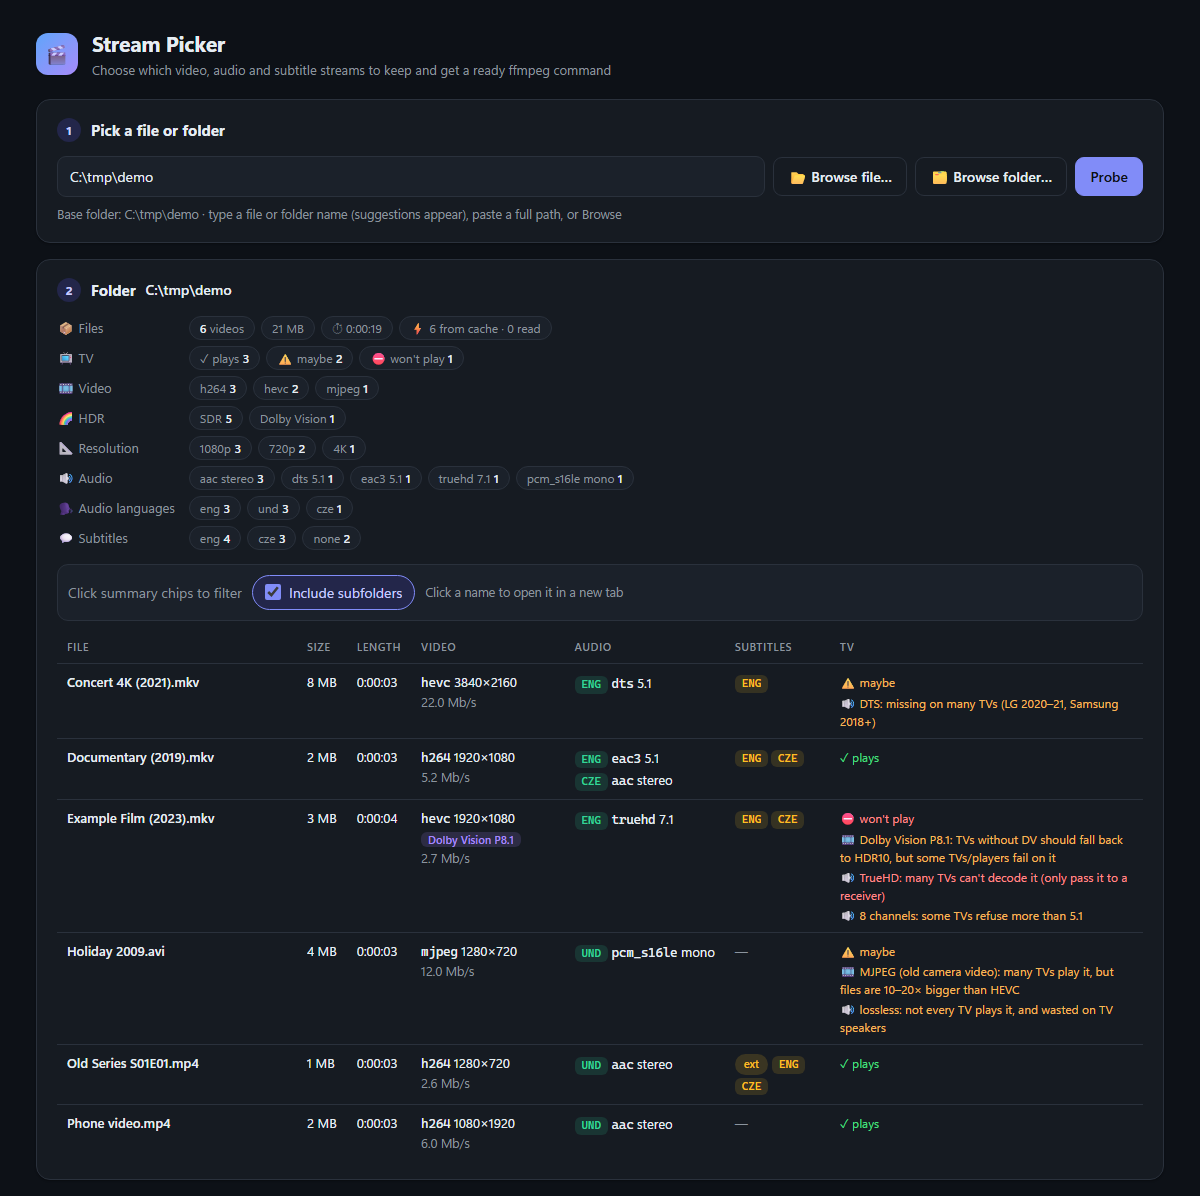 Stream Picker
Choose which video, audio and subtitle streams to keep and get a ready ffmpeg command
1 Pick a file or folder
C:\tmp\demo Browse file... Browse folder... Probe
Base folder: C:\tmp\demo · type a file or folder name (suggestions appear), paste a full path, or Browse
2 Folder C:\tmp\demo
Files 6 videos 21 MB 0:00:19 6 from cache · 0 read
TV ✓ plays 3 maybe 2 won't play 1
Video h264 3 hevc 2 mjpeg 1
HDR SDR 5 Dolby Vision 1
Resolution 1080p 3 720p 2 4K 1
Audio aac stereo 3 dts 5.1 1 eac3 5.1 1 truehd 7.1 1 pcm_s16le mono 1
Audio languages eng 3 und 3 cze 1
Subtitles eng 4 cze 3 none 2
Click summary chips to filter Include subfolders Click a name to open it in a new tab
FILE SIZE LENGTH VIDEO AUDIO SUBTITLES TV
Concert 4K (2021).mkv 8 MB 0:00:03 hevc 3840×2160 ENG dts 5.1 ENG maybe
22.0 Mb/s DTS: missing on many TVs (LG 2020–21, Samsung
2018+)
Documentary (2019).mkv 2 MB 0:00:03 h264 1920×1080 ENG eac3 5.1 ENG CZE ✓ plays
5.2 Mb/s CZE aac stereo
Example Film (2023).mkv 3 MB 0:00:04 hevc 1920×1080 ENG truehd 7.1 ENG CZE won't play
Dolby Vision P8.1 Dolby Vision P8.1: TVs without DV should fall back
2.7 Mb/s to HDR10, but some TVs/players fail on it
TrueHD: many TVs can't decode it (only pass it to a
receiver)
8 channels: some TVs refuse more than 5.1
Holiday 2009.avi 4 MB 0:00:03 mjpeg 1280×720 UND pcm_s16le mono — maybe
12.0 Mb/s MJPEG (old camera video): many TVs play it, but
files are 10–20× bigger than HEVC
lossless: not every TV plays it, and wasted on TV
speakers
Old Series S01E01.mp4 1 MB 0:00:03 h264 1280×720 UND aac stereo ext ENG ✓ plays
2.6 Mb/s CZE
Phone video.mp4 2 MB 0:00:03 h264 1080×1920 UND aac stereo — ✓ plays
6.0 Mb/s